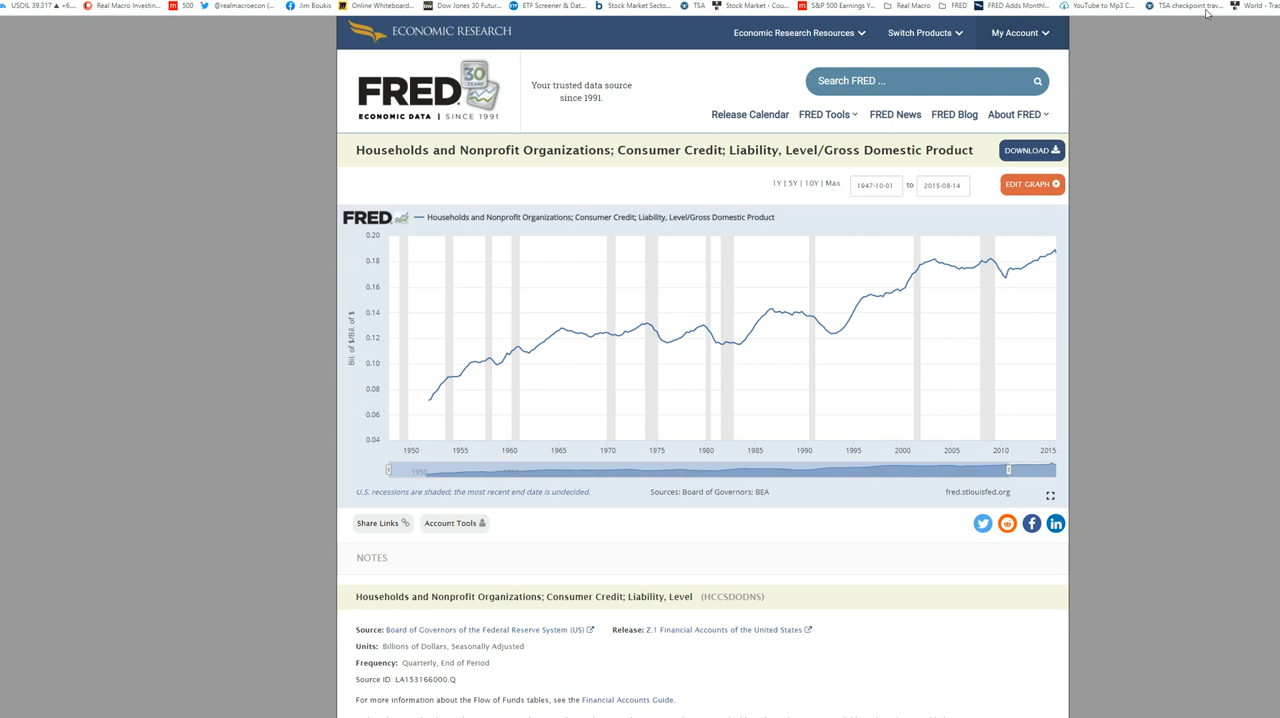 USOIL 39.317 ▲ +6... Real Macro Investin... 500 @realmacroecon (... Jim Boukis Online Whiteboard... Dow Jones 30 Futur... ETF Screener & Dat... Stock Market Secto... TSA Stock Market - Cou... S&P 500 Earnings Y... Real Macro FRED FRED Adds Monthl... YouTube to Mp3 C... TSA checkpoint trav... World - Trac
ECONOMIC RESEARCH
Economic Research Resources Switch Products My Account
FRED 30 YEARS
ECONOMIC DATA | SINCE 1991
Your trusted data source
since 1991.
Search FRED ...
Release Calendar FRED Tools FRED News FRED Blog About FRED
Households and Nonprofit Organizations; Consumer Credit; Liability, Level/Gross Domestic Product
DOWNLOAD
1Y | 5Y | 10Y | Max 1947-10-01 to 2015-08-14
EDIT GRAPH
FRED — Households and Nonprofit Organizations; Consumer Credit; Liability, Level/Gross Domestic Product
Bil. of $/Bil. of $
0.20
0.18
0.16
0.14
0.12
0.10
0.08
0.06
0.04
1950 1955 1960 1965 1970 1975 1980 1985 1990 1995 2000 2005 2010 2015
1950
U.S. recessions are shaded; the most recent end date is undecided. Sources: Board of Governors; BEA fred.stlouisfed.org
Share Links Account Tools
NOTES
Households and Nonprofit Organizations; Consumer Credit; Liability, Level (HCCSDODNS)
Source: Board of Governors of the Federal Reserve System (US) Release: Z.1 Financial Accounts of the United States
Units: Billions of Dollars, Seasonally Adjusted
Frequency: Quarterly, End of Period
Source ID: LA153166000.Q
For more information about the Flow of Funds tables, see the Financial Accounts Guide.